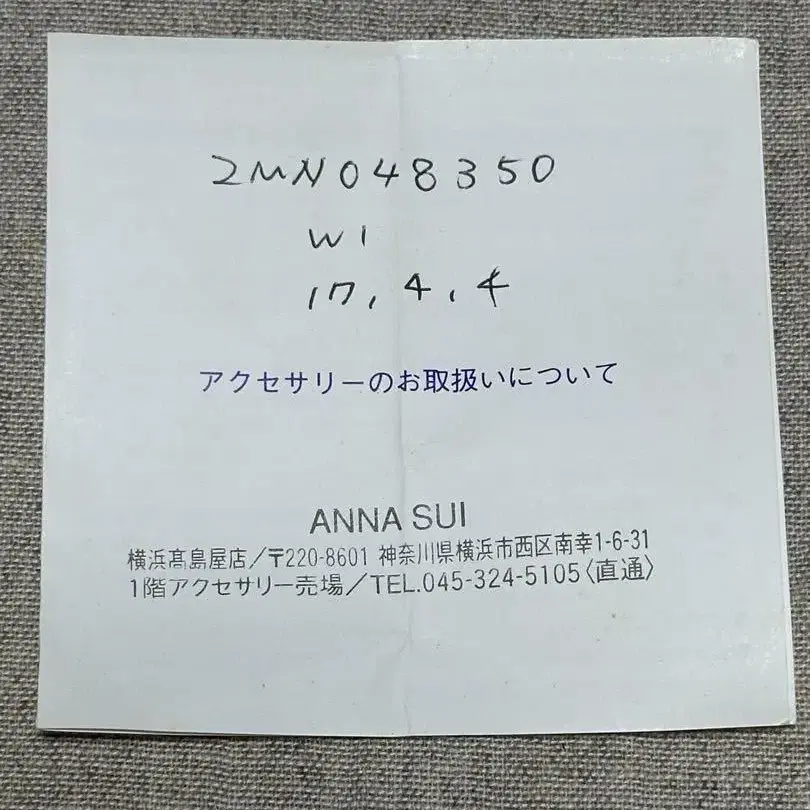 2MN048350
W1
17.4.4
アクセサリーのお取扱いについて
ANNA SUI
横浜髙島屋店/〒220-8601 神奈川県横浜市西区南幸1-6-31
1階アクセサリー売場/TEL.045-324-5105〈直通〉